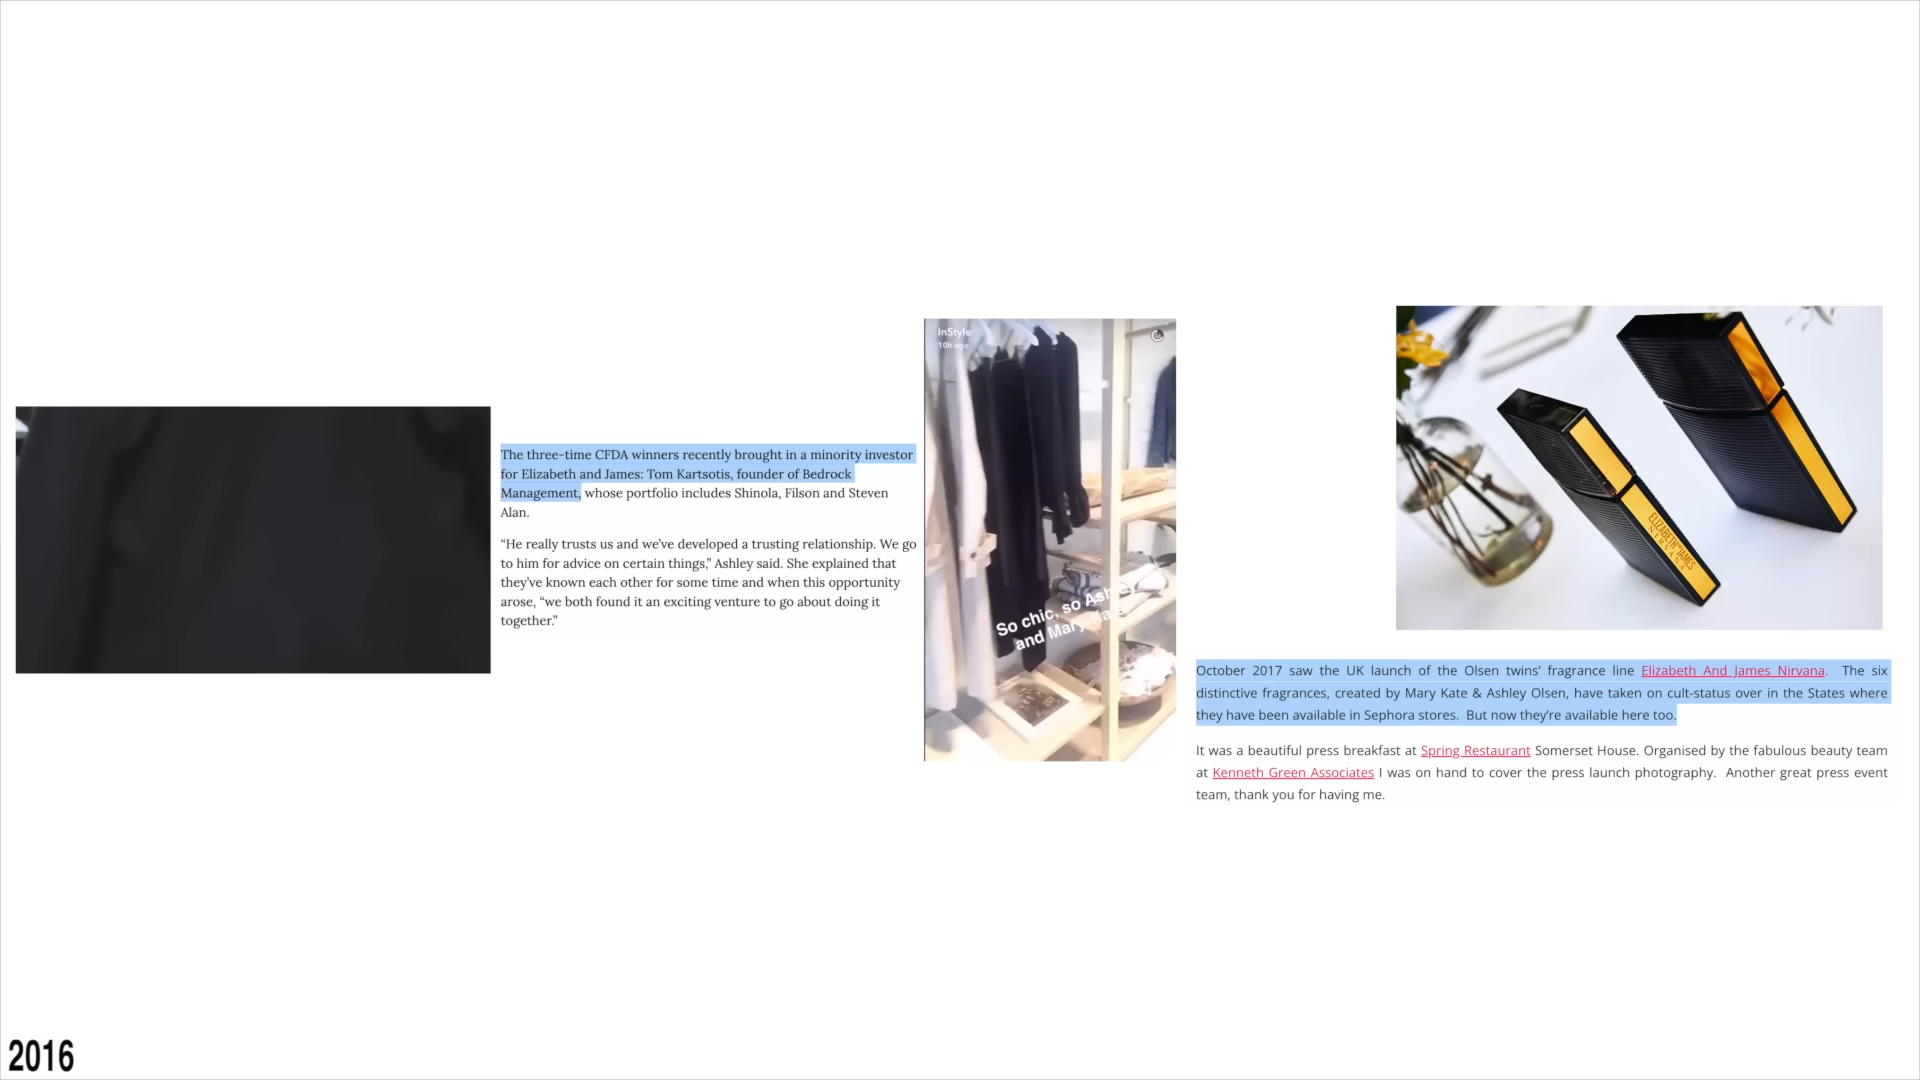 The three-time CFDA winners recently brought in a minority investor
for Elizabeth and James: Tom Kartsotis, founder of Bedrock
Management, whose portfolio includes Shinola, Filson and Steven
Alan.
“He really trusts us and we’ve developed a trusting relationship. We go
to him for advice on certain things,” Ashley said. She explained that
they’ve known each other for some time and when this opportunity
arose, “we both found it an exciting venture to go about doing it
together.”
InStyle
10h ago
So chic, so Ashley
and Mary Kate
ELIZABETH AND JAMES
NIRVANA
October 2017 saw the UK launch of the Olsen twins’ fragrance line Elizabeth And James Nirvana. The six
distinctive fragrances, created by Mary Kate & Ashley Olsen, have taken on cult-status over in the States where
they have been available in Sephora stores. But now they’re available here too.
It was a beautiful press breakfast at Spring Restaurant Somerset House. Organised by the fabulous beauty team
at Kenneth Green Associates I was on hand to cover the press launch photography. Another great press event
team, thank you for having me.
2016